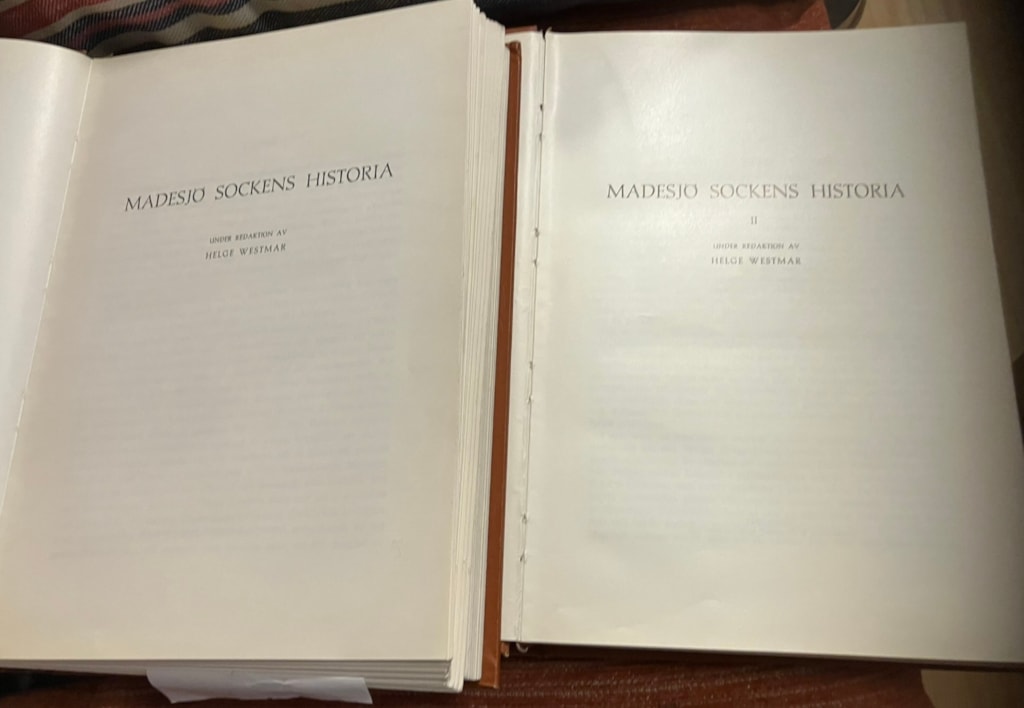 MADESJÖ SOCKENS HISTORIA
UNDER REDAKTION AV
HELGE WESTMAR
MADESJÖ SOCKENS HISTORIA
II
UNDER REDAKTION AV
HELGE WESTMAR